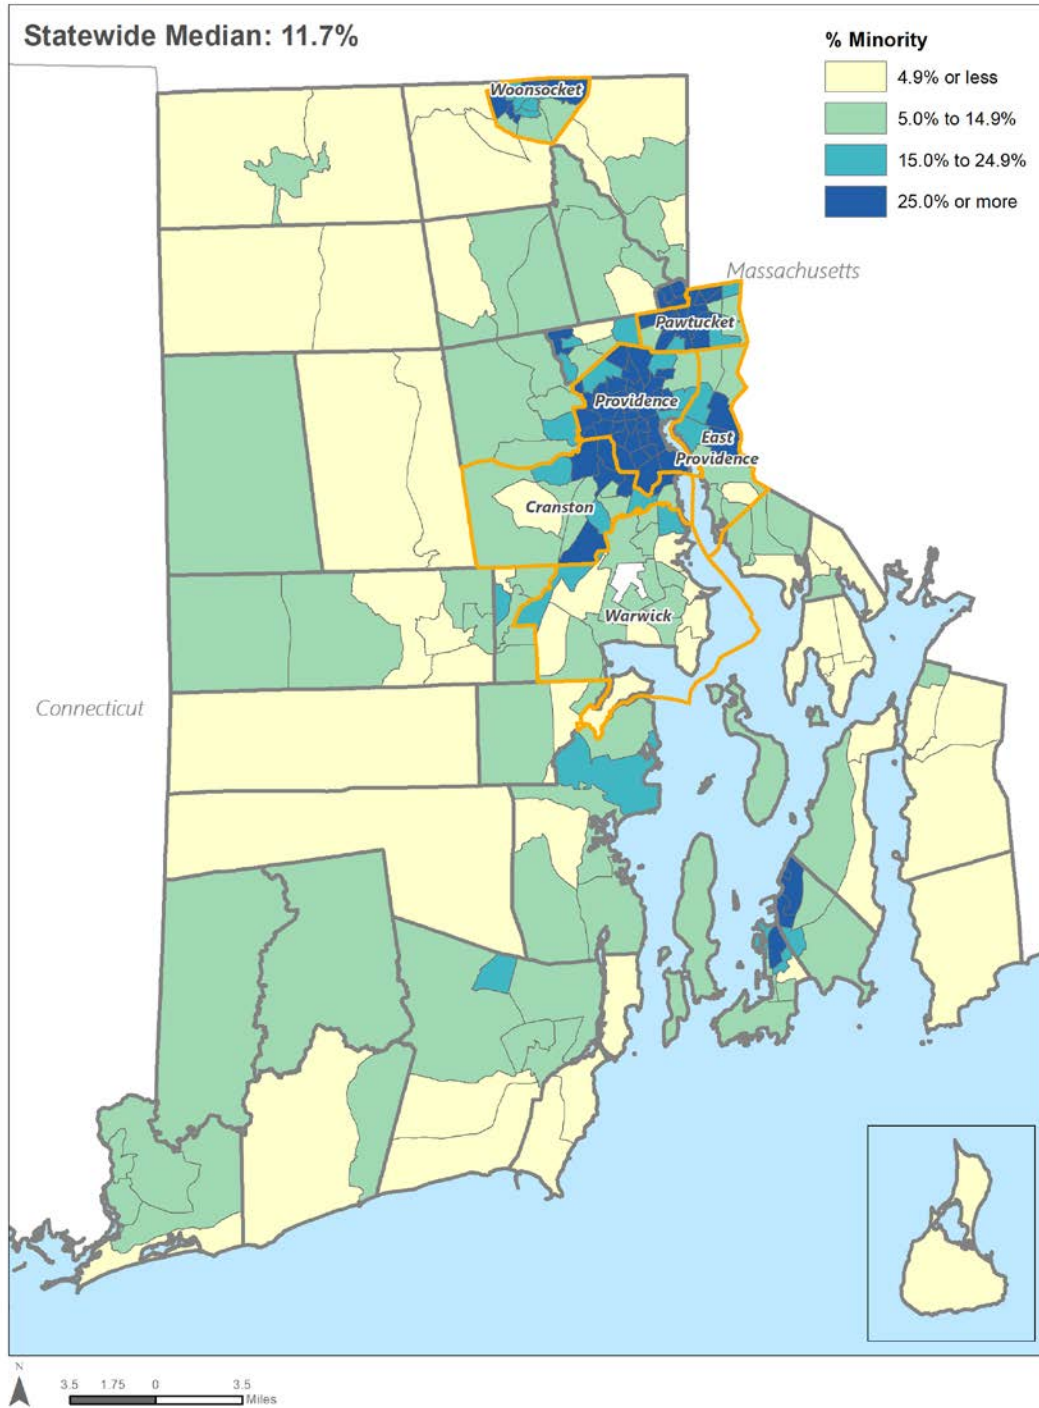 Statewide Median: 11.7%
% Minority
4.9% or less
5.0% to 14.9%
15.0% to 24.9%
25.0% or more
Woonsocket
Massachusetts
Pawtucket
Providence
East
Providence
Cranston
Warwick
Connecticut
N
3.5 1.75 0 3.5
Miles